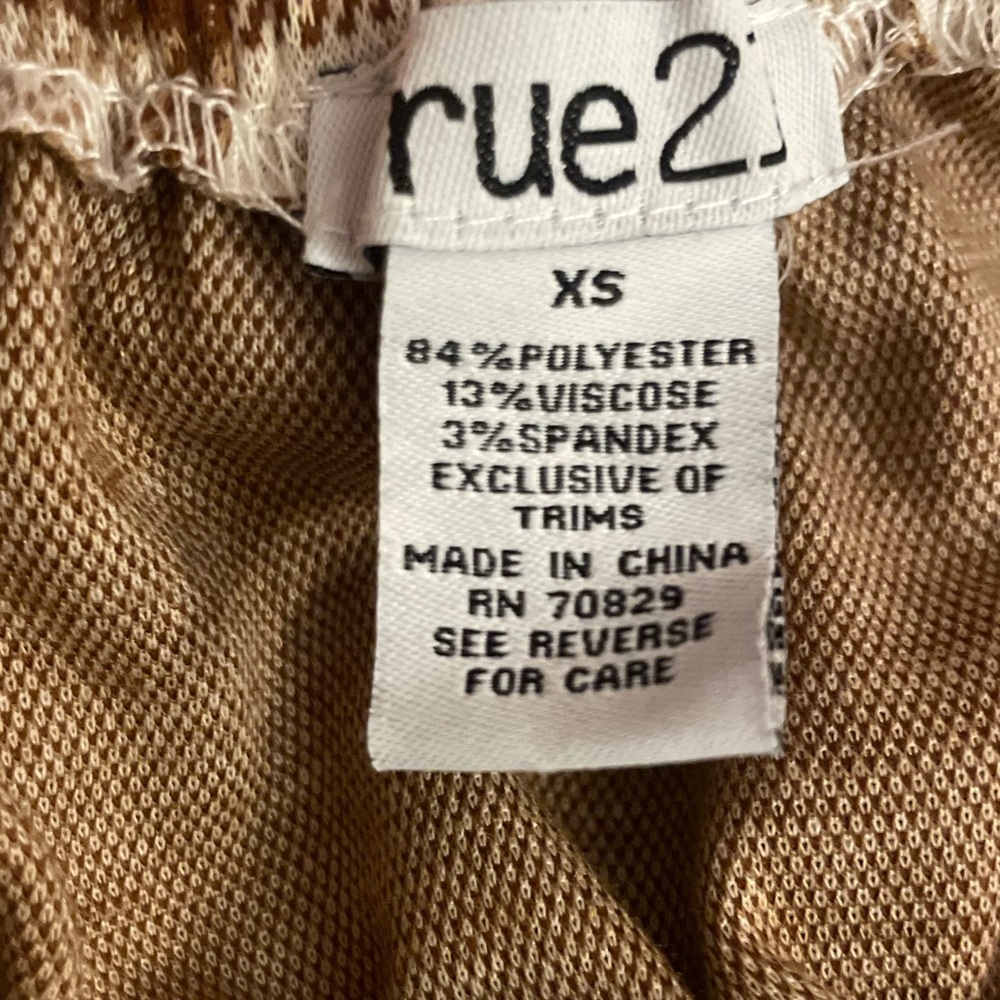 rue21
XS
84%POLYESTER
13%VISCOSE
3%SPANDEX
EXCLUSIVE OF
TRIMS
MADE IN CHINA
RN 70829
SEE REVERSE
FOR CARE